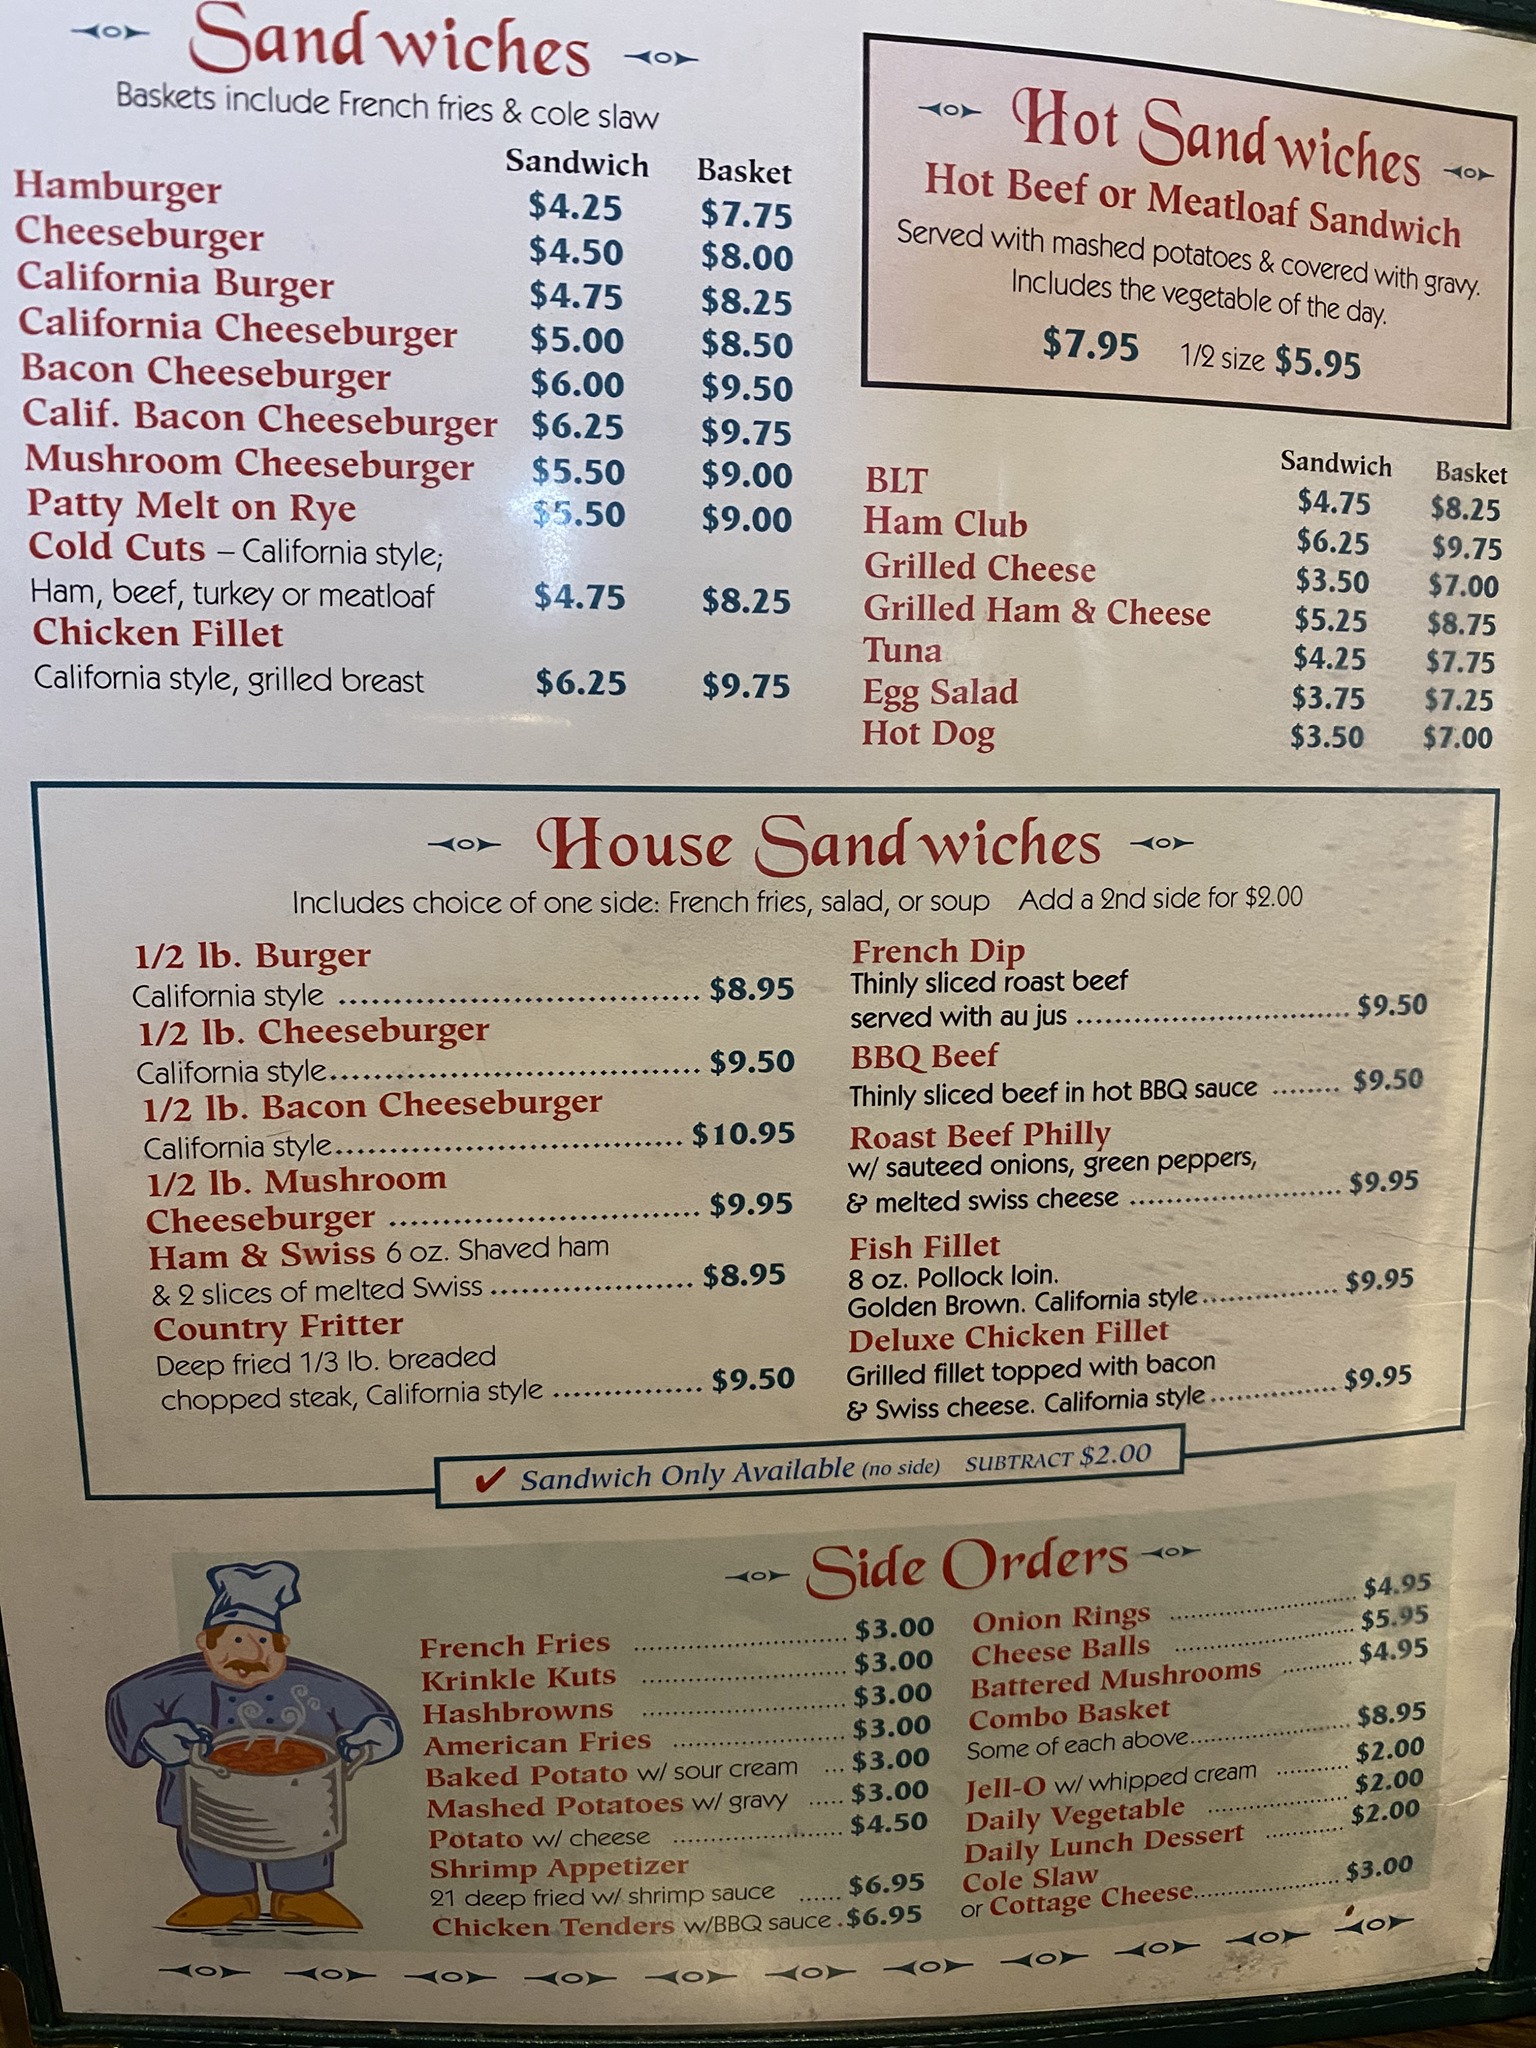 Sandwiches
Baskets include French fries & cole slaw
Sandwich Basket
Hamburger $4.25 $7.75
Cheeseburger $4.50 $8.00
California Burger $4.75 $8.25
California Cheeseburger $5.00 $8.50
Bacon Cheeseburger $6.00 $9.50
Calif. Bacon Cheeseburger $6.25 $9.75
Mushroom Cheeseburger $5.50 $9.00
Patty Melt on Rye $5.50 $9.00
Cold Cuts – California style;
Ham, beef, turkey or meatloaf $4.75 $8.25
Chicken Fillet
California style, grilled breast $6.25 $9.75
Hot Sandwiches
Hot Beef or Meatloaf Sandwich
Served with mashed potatoes & covered with gravy.
Includes the vegetable of the day.
$7.95 1/2 size $5.95
Sandwich Basket
BLT $4.75 $8.25
Ham Club $6.25 $9.75
Grilled Cheese $3.50 $7.00
Grilled Ham & Cheese $5.25 $8.75
Tuna $4.25 $7.75
Egg Salad $3.75 $7.25
Hot Dog $3.50 $7.00
House Sandwiches
Includes choice of one side: French fries, salad, or soup Add a 2nd side for $2.00
1/2 lb. Burger
California style ..................................... $8.95
1/2 lb. Cheeseburger
California style...................................... $9.50
1/2 lb. Bacon Cheeseburger
California style.................................... $10.95
1/2 lb. Mushroom
Cheeseburger ................................ $9.95
Ham & Swiss 6 oz. Shaved ham
& 2 slices of melted Swiss ..................... $8.95
Country Fritter
Deep fried 1/3 lb. breaded
chopped steak, California style ............... $9.50
French Dip
Thinly sliced roast beef
served with au jus ............................ $9.50
BBQ Beef
Thinly sliced beef in hot BBQ sauce ........ $9.50
Roast Beef Philly
w/ sauteed onions, green peppers,
& melted swiss cheese ...................... $9.95
Fish Fillet
8 oz. Pollock loin.
Golden Brown. California style.............. $9.95
Deluxe Chicken Fillet
Grilled fillet topped with bacon
& Swiss cheese. California style............. $9.95
✓ Sandwich Only Available (no side) SUBTRACT $2.00
Side Orders
French Fries ........................... $3.00
Krinkle Kuts .......................... $3.00
Hashbrowns .......................... $3.00
American Fries ...................... $3.00
Baked Potato w/ sour cream ... $3.00
Mashed Potatoes w/ gravy ..... $3.00
Potato w/ cheese ...................... $4.50
Shrimp Appetizer
21 deep fried w/ shrimp sauce ...... $6.95
Chicken Tenders w/BBQ sauce . $6.95
Onion Rings ........................ $4.95
Cheese Balls ....................... $5.95
Battered Mushrooms .......... $4.95
Combo Basket
Some of each above.................... $8.95
Jell-O w/ whipped cream .......... $2.00
Daily Vegetable .................... $2.00
Daily Lunch Dessert ........... $2.00
Cole Slaw
or Cottage Cheese..................... $3.00